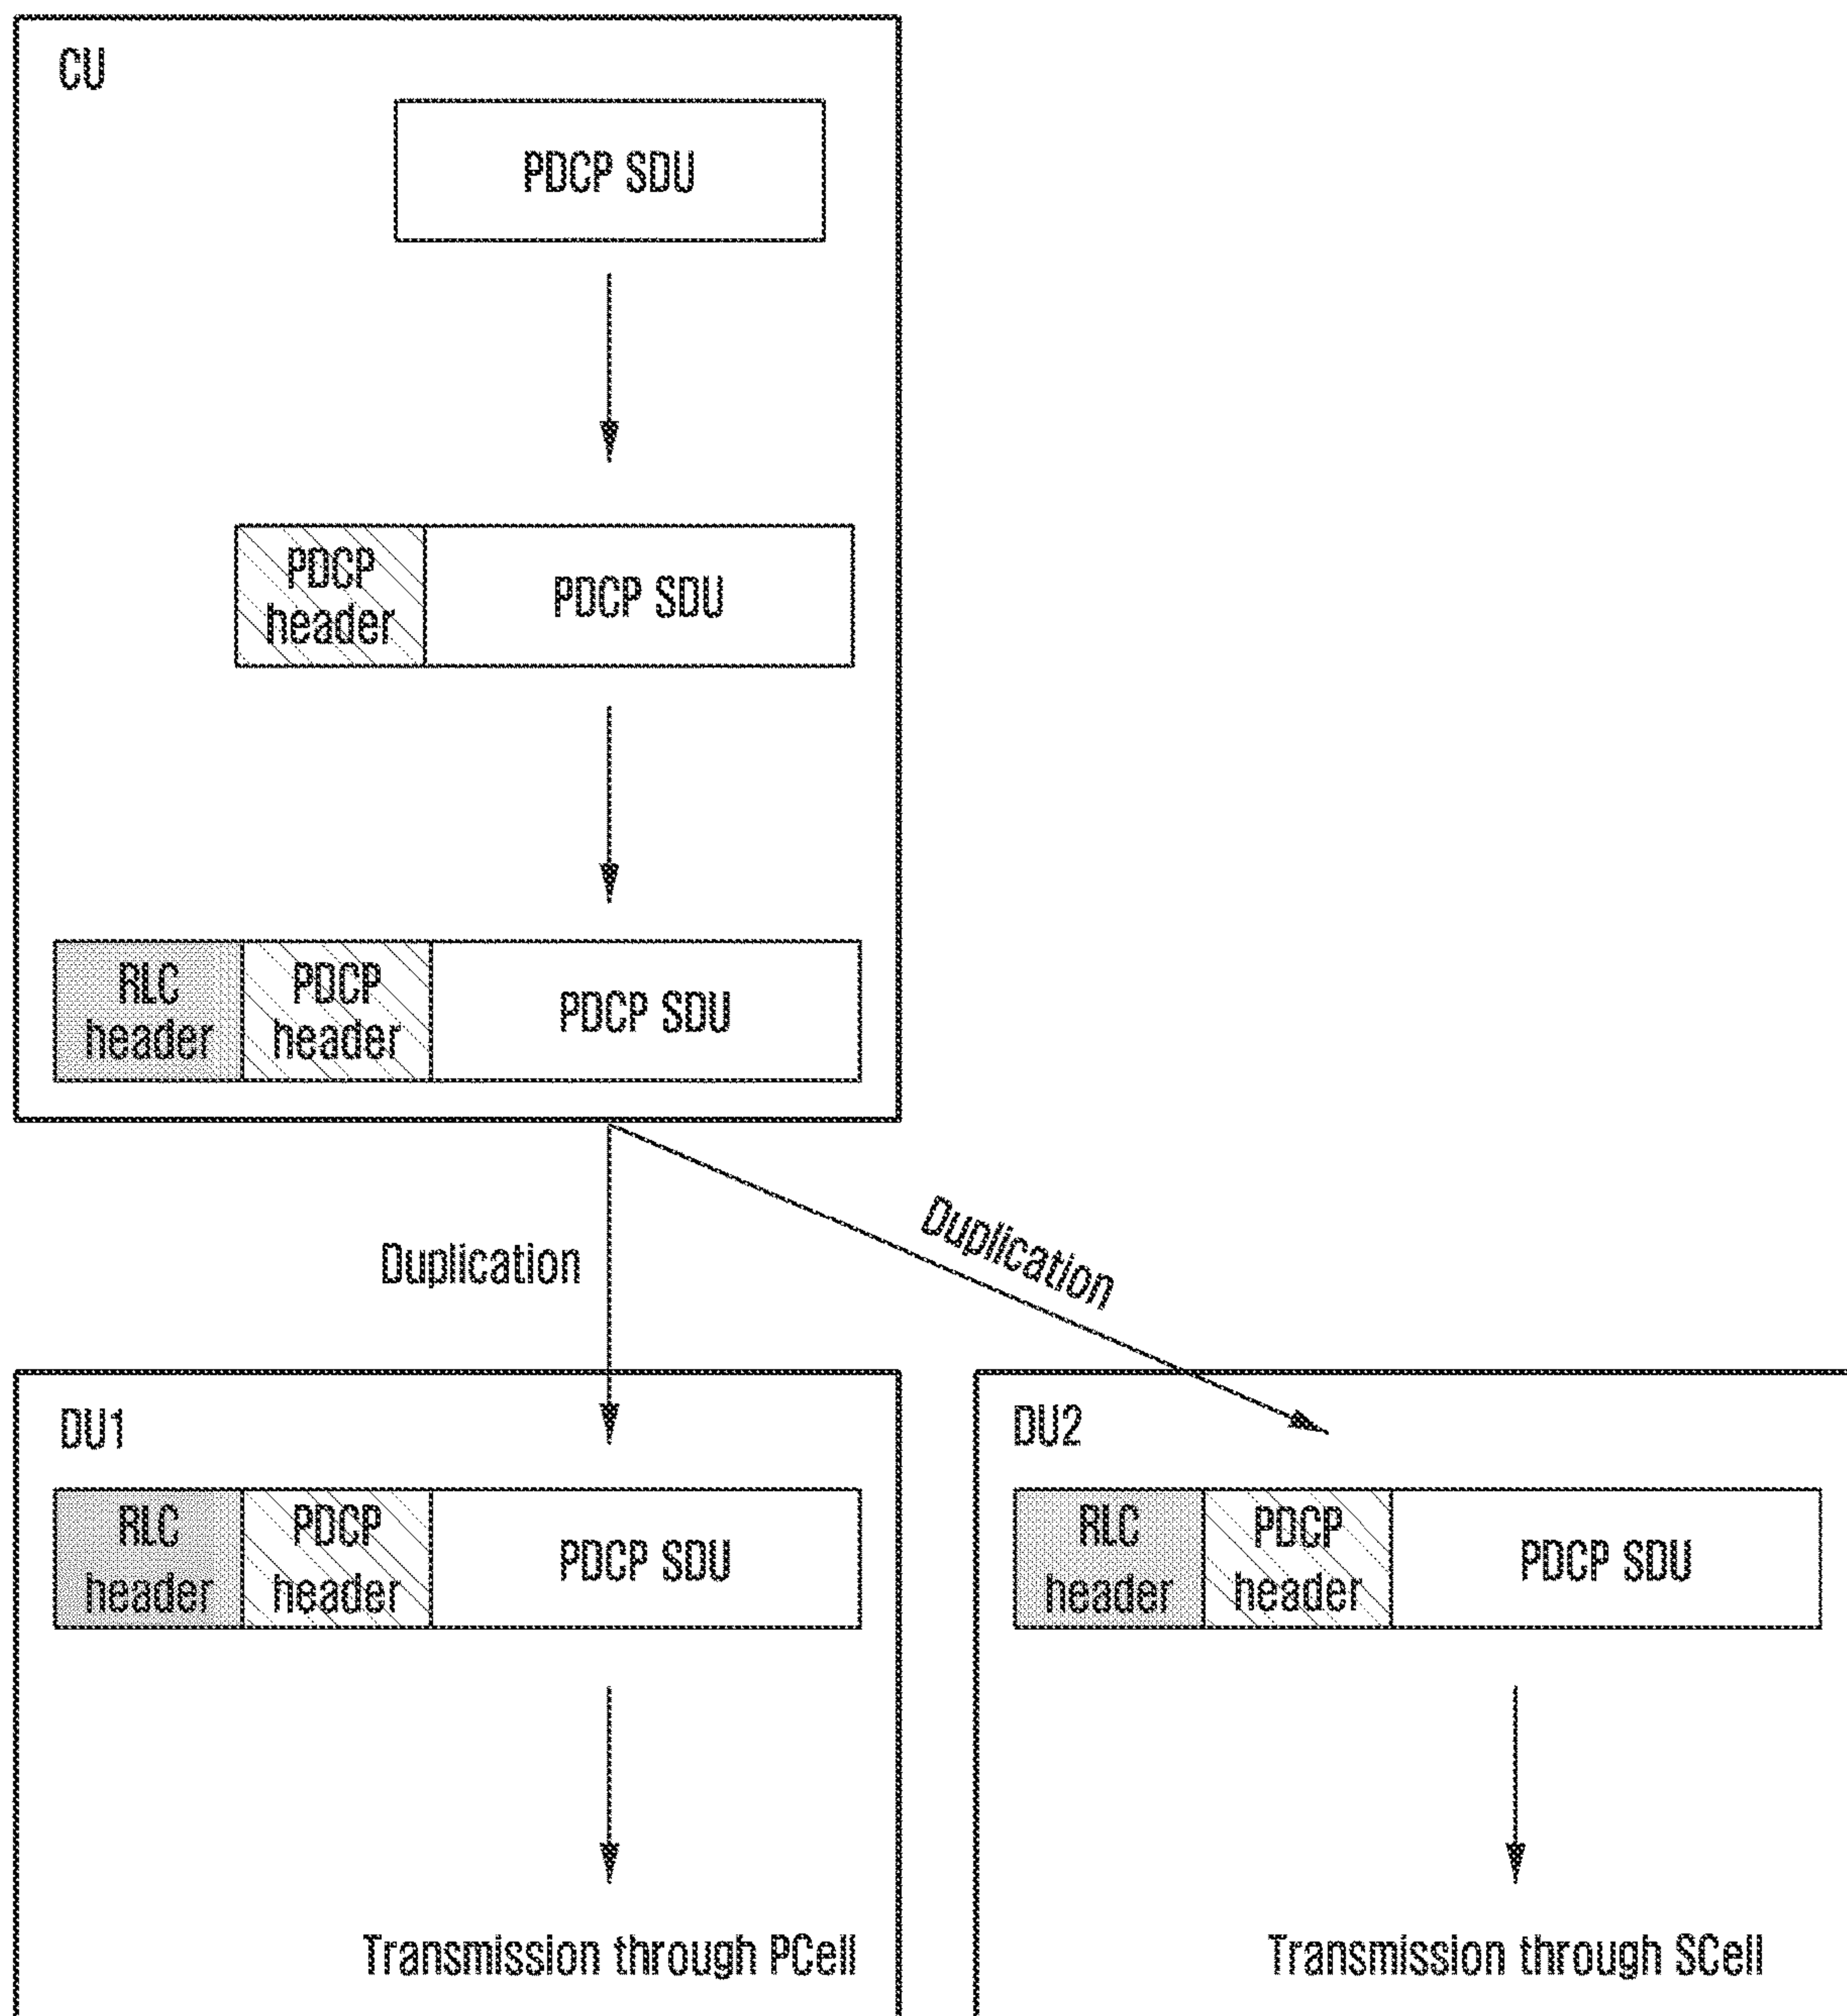 CU
PDCP SDU
PDCP
header
PDCP SDU
RLC
header
PDCP
header
PDCP SDU
Duplication
Duplication
DU1
RLC
header
PDCP
header
PDCP SDU
Transmission through PCell
DU2
RLC
header
PDCP
header
PDCP SDU
Transmission through SCell